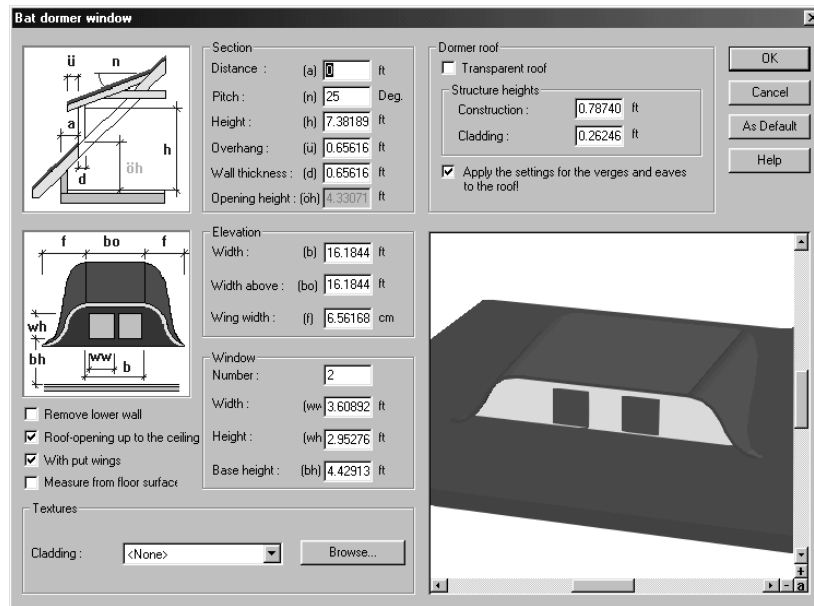 Bat dormer window
ü n
a
h
öh
d
Section
Distance : (a) 0 ft
Pitch : (n) 25 Deg.
Height : (h) 7.38189 ft
Overhang : (ü) 0.65616 ft
Wall thickness : (d) 0.65616 ft
Opening height : (öh) 4.33071 ft
Dormer roof
Transparent roof
Structure heights
Construction : 0.78740 ft
Cladding : 0.26246 ft
Apply the settings for the verges and eaves
to the roof!
OK
Cancel
As Default
Help
f bo f
wh
bh
ww
b
Elevation
Width : (b) 16.1844 ft
Width above : (bo) 16.1844 ft
Wing width : (f) 6.56168 cm
Window
Number : 2
Width : (ww 3.60892 ft
Height : (wh 2.95276 ft
Base height : (bh) 4.42913 ft
Remove lower wall
Roof-opening up to the ceiling
With put wings
Measure from floor surface
Textures
Cladding : <None> Browse...
+
- a